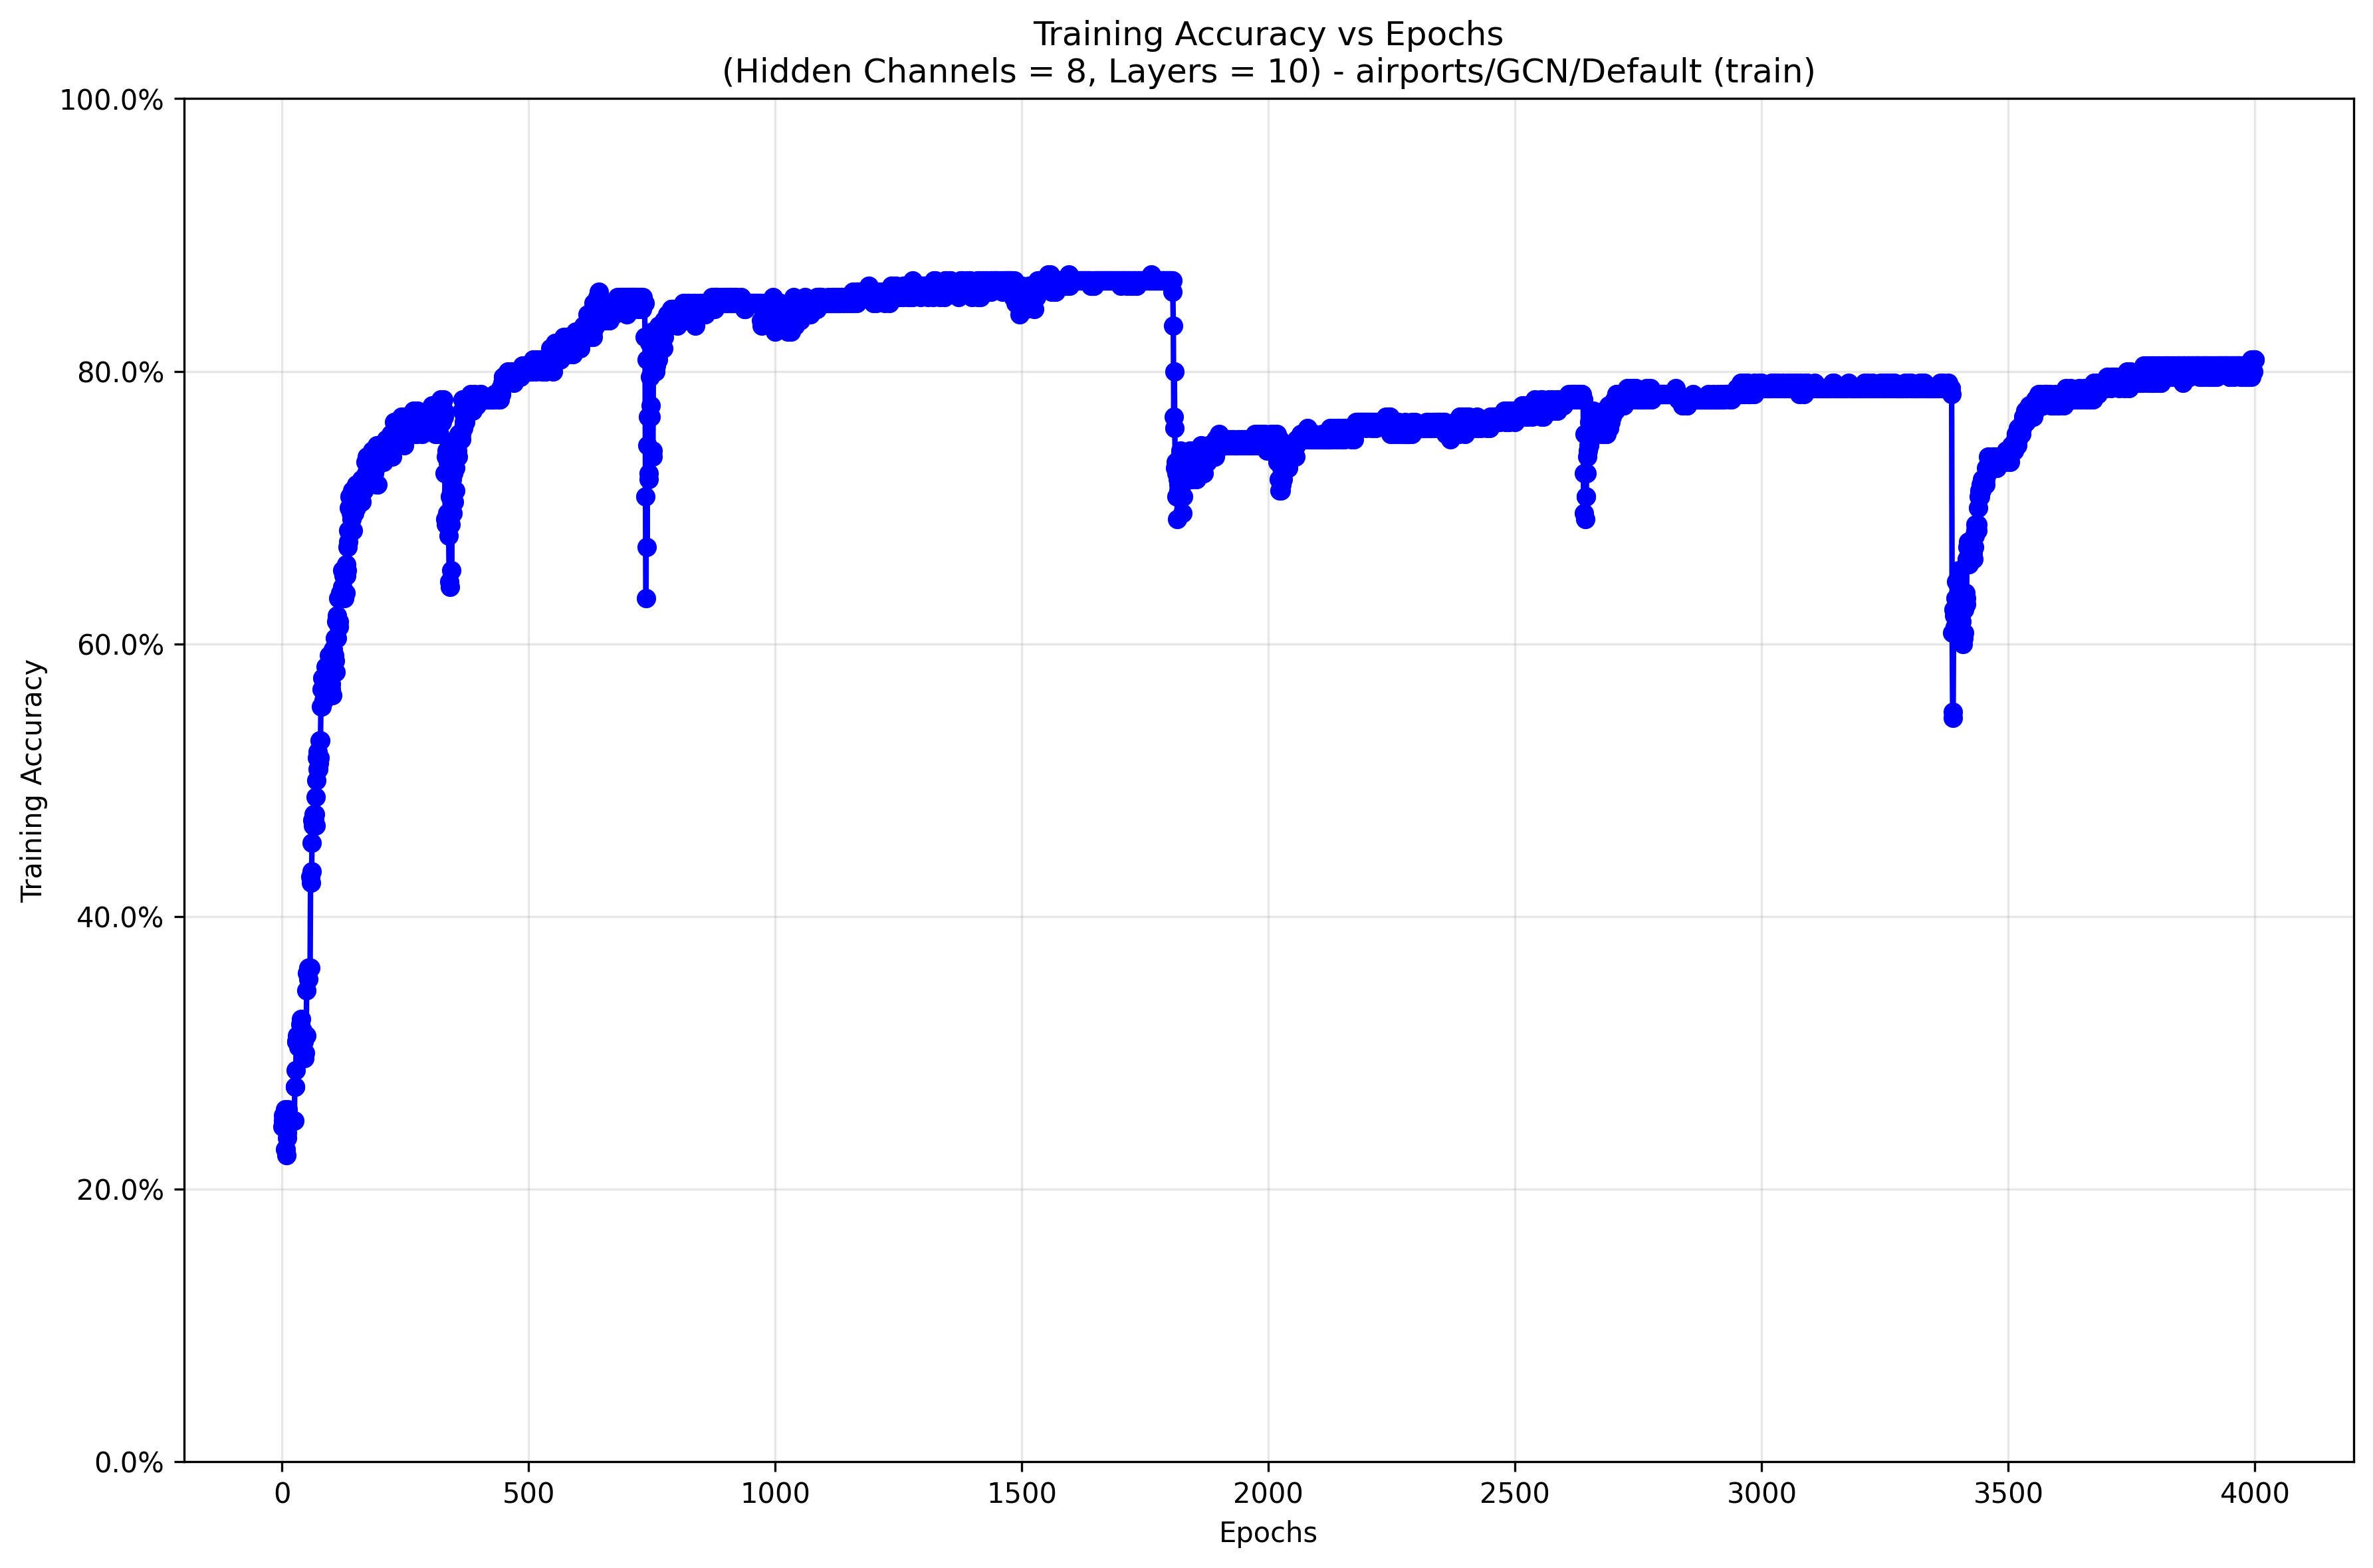 Training Accuracy vs Epochs
(Hidden Channels = 8, Layers = 10) - airports/GCN/Default (train)
100.0%
80.0%
60.0%
40.0%
20.0%
0.0%
Training Accuracy
0 500 1000 1500 2000 2500 3000 3500 4000
Epochs